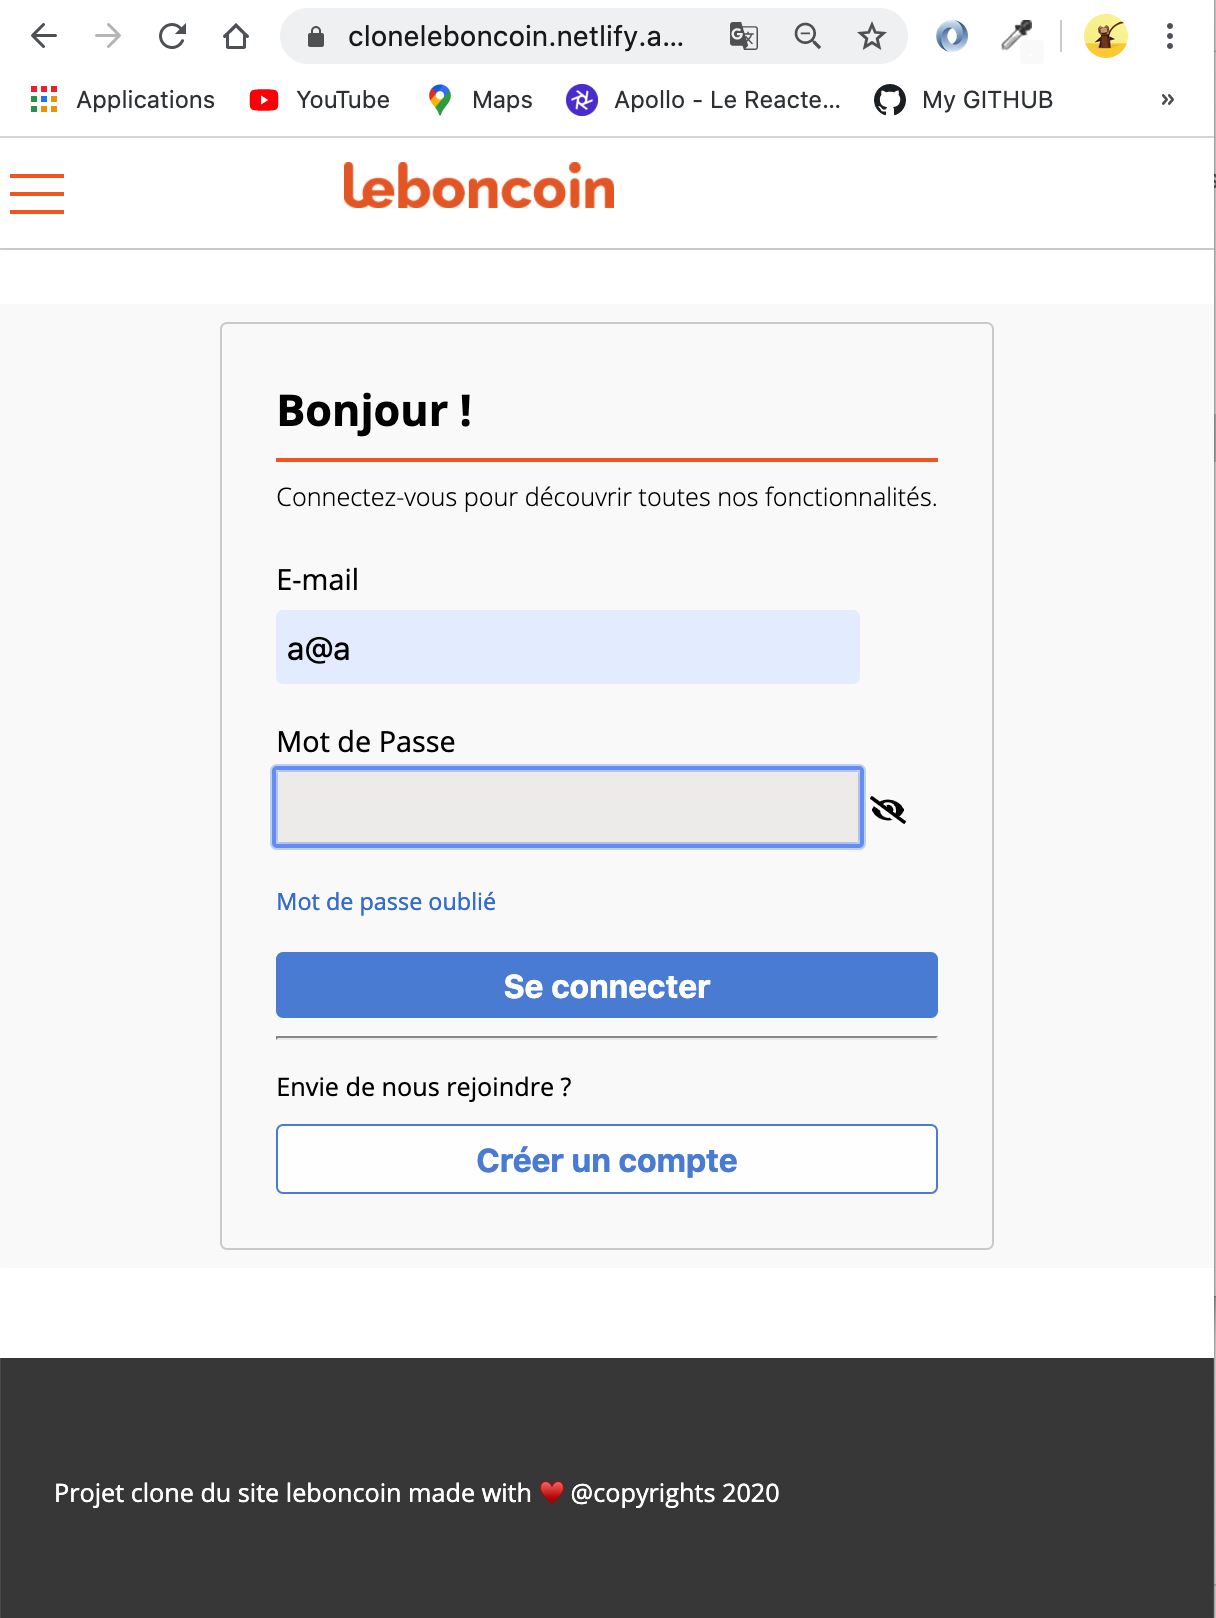 cloneleboncoin.netlify.a...
Applications
YouTube
Maps
Apollo - Le Reacte...
My GITHUB
»
leboncoin
Bonjour !
Connectez-vous pour découvrir toutes nos fonctionnalités.
E-mail
a@a
Mot de Passe
Mot de passe oublié
Se connecter
Envie de nous rejoindre ?
Créer un compte
Projet clone du site leboncoin made with ♥ @copyrights 2020